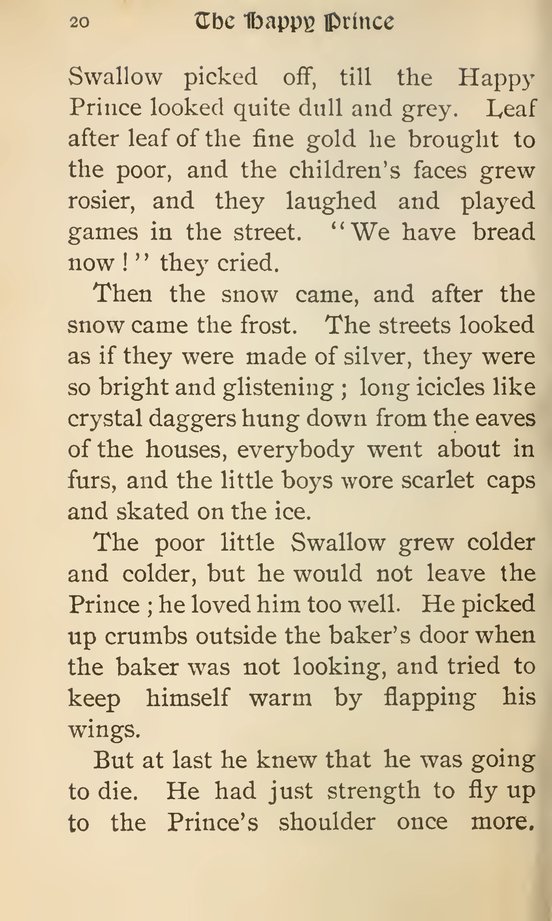 20 The Happy Prince
Swallow picked off, till the Happy
Prince looked quite dull and grey. Leaf
after leaf of the fine gold he brought to
the poor, and the children's faces grew
rosier, and they laughed and played
games in the street. "We have bread
now!" they cried.
Then the snow came, and after the
snow came the frost. The streets looked
as if they were made of silver, they were
so bright and glistening ; long icicles like
crystal daggers hung down from the eaves
of the houses, everybody went about in
furs, and the little boys wore scarlet caps
and skated on the ice.
The poor little Swallow grew colder
and colder, but he would not leave the
Prince ; he loved him too well. He picked
up crumbs outside the baker's door when
the baker was not looking, and tried to
keep himself warm by flapping his
wings.
But at last he knew that he was going
to die. He had just strength to fly up
to the Prince's shoulder once more.